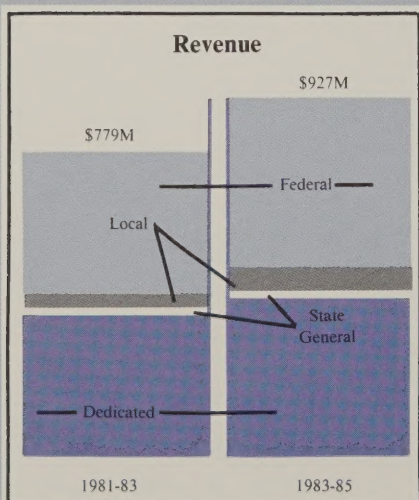 Revenue
$927M
$779M
Federal
Local
State
General
Dedicated
1981-83
1983-85